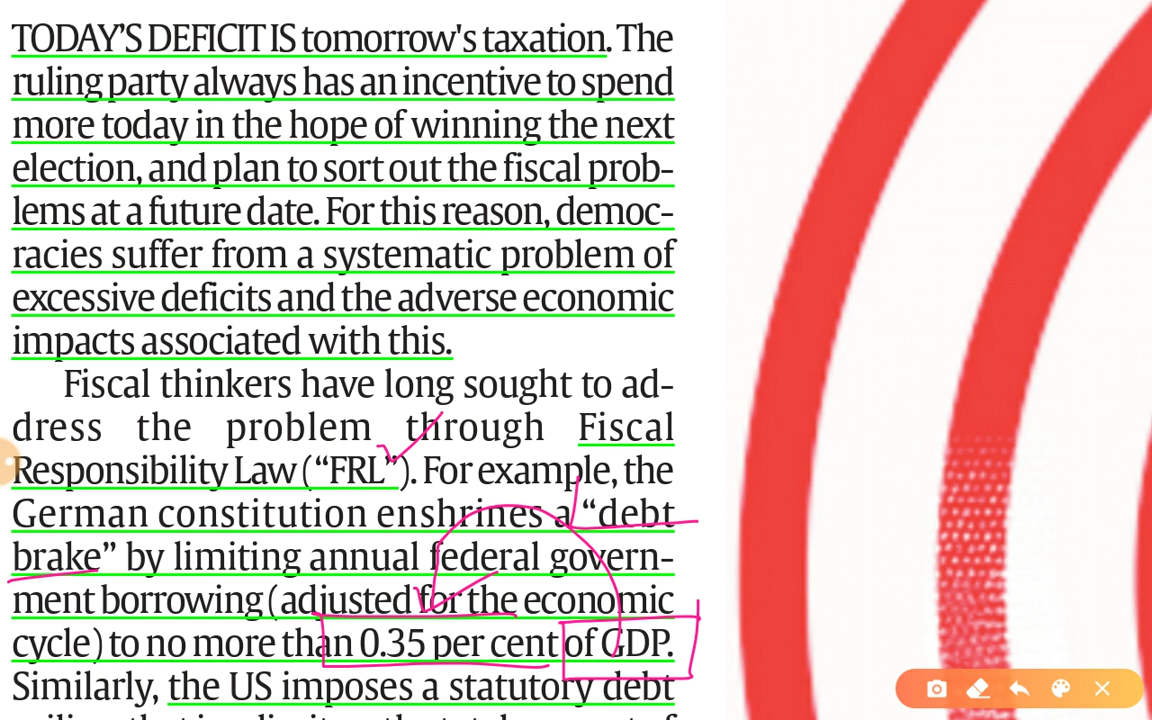 TODAY'S DEFICIT IS tomorrow's taxation. The
ruling party always has an incentive to spend
more today in the hope of winning the next
election, and plan to sort out the fiscal prob-
lems at a future date. For this reason, democ-
racies suffer from a systematic problem of
excessive deficits and the adverse economic
impacts associated with this.
Fiscal thinkers have long sought to ad-
dress the problem through Fiscal
Responsibility Law (“FRL”). For example, the
German constitution enshrines a “debt
brake” by limiting annual federal govern-
ment borrowing (adjusted for the economic
cycle) to no more than 0.35 per cent of GDP.
Similarly, the US imposes a statutory debt